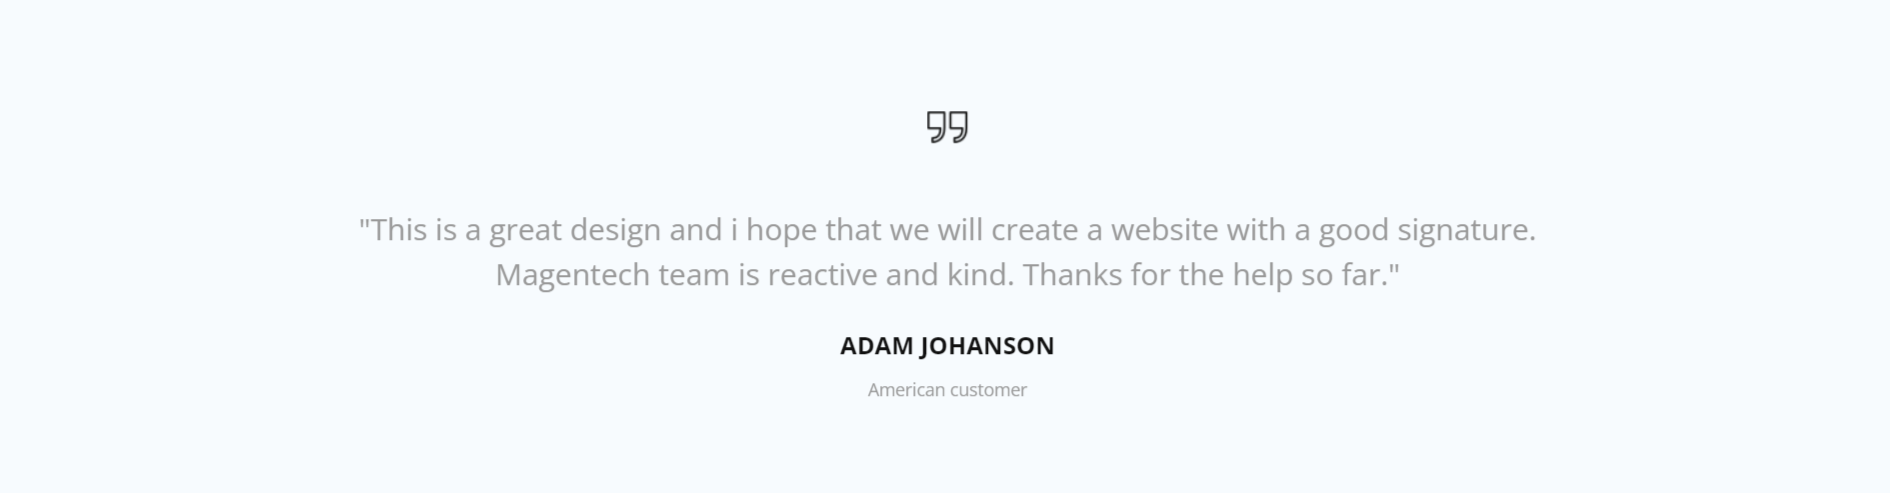 "This is a great design and i hope that we will create a website with a good signature.
Magentech team is reactive and kind. Thanks for the help so far."
ADAM JOHANSON
American customer